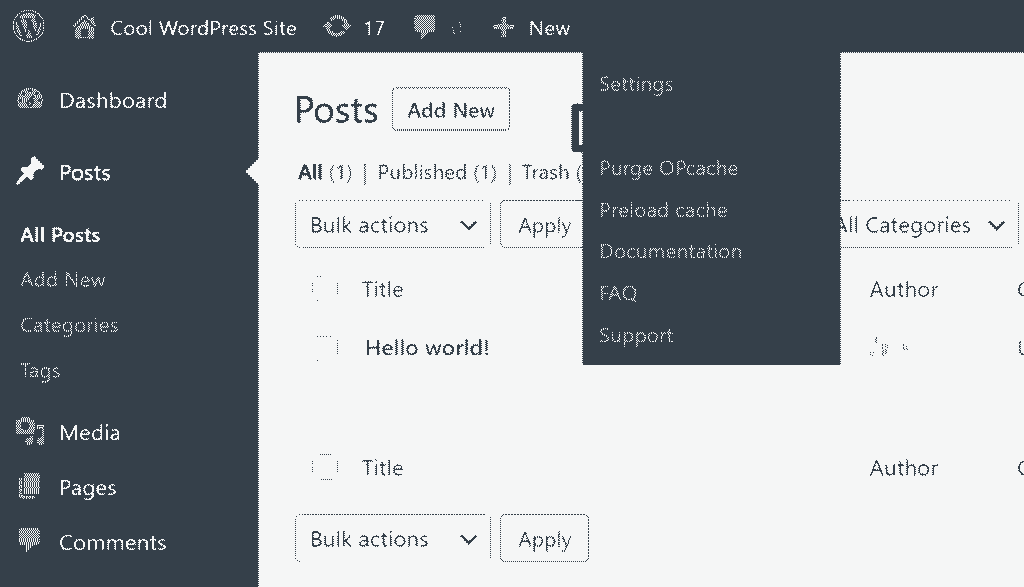 Cool WordPress Site 17 New
Dashboard
Posts
All Posts
Add New
Categories
Tags
Media
Pages
Comments
Posts Add New
All (1) | Published (1) | Trash (
Bulk actions Apply All Categories
Title Author
Hello world!
Title Author
Bulk actions Apply
Settings
Purge OPcache
Preload cache
Documentation
FAQ
Support